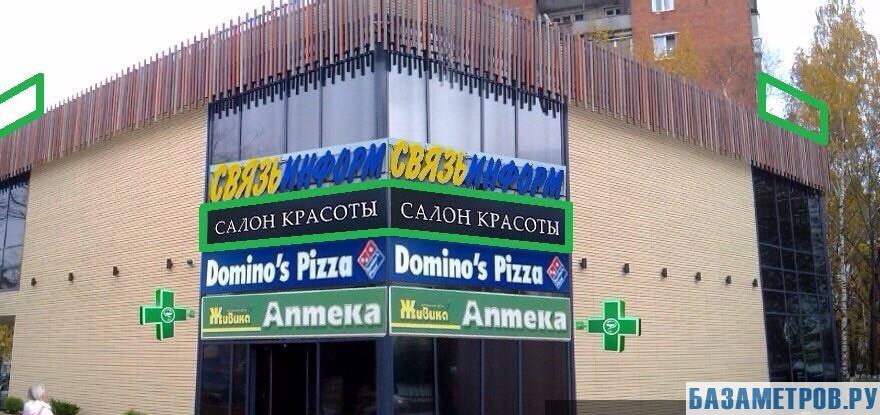 СВЯЗЬИНФОРМ СВЯЗЬИНФОРМ
САЛОН КРАСОТЫ САЛОН КРАСОТЫ
Domino's Pizza Domino's Pizza
Живика Аптека Живика Аптека
БАЗАМЕТРОВ.РУ